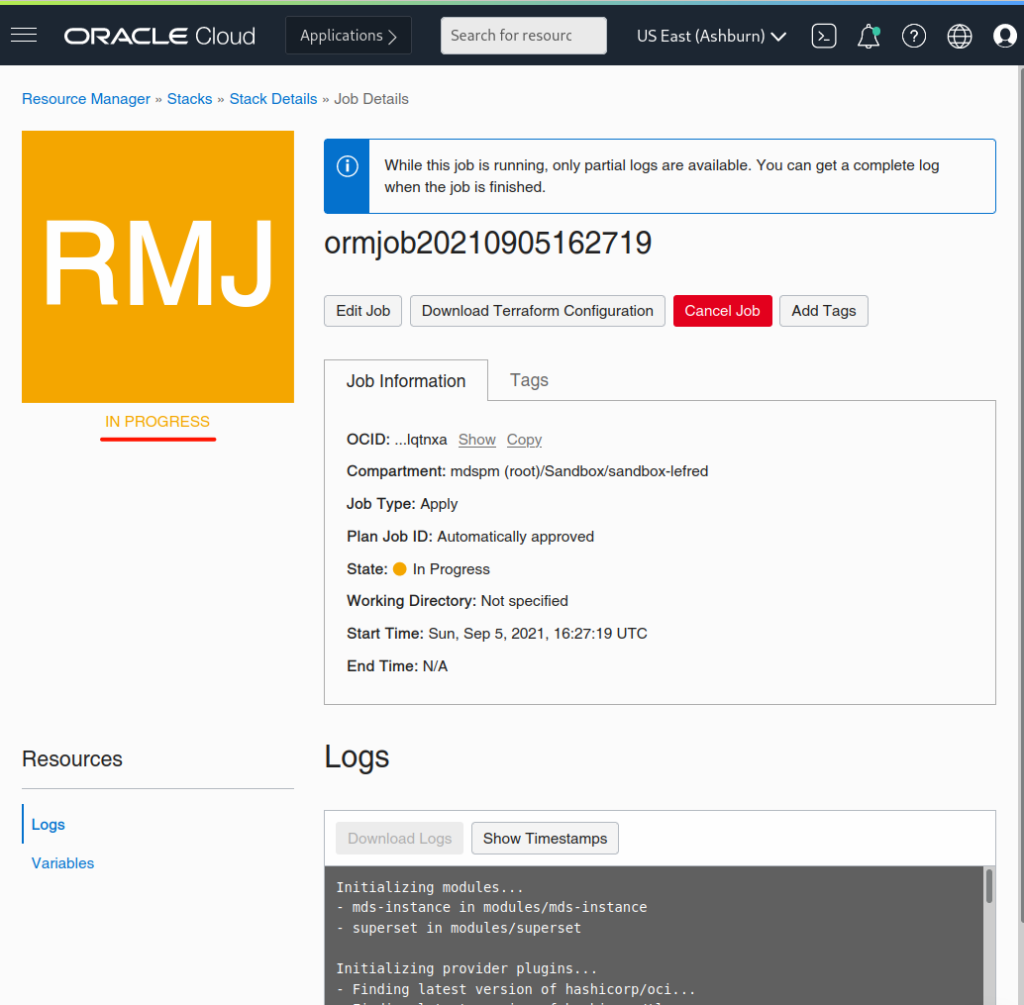 ORACLE Cloud
Applications
Search for resourc
US East (Ashburn)
Resource Manager » Stacks » Stack Details » Job Details
RMJ
IN PROGRESS
While this job is running, only partial logs are available. You can get a complete log
when the job is finished.
ormjob20210905162719
Edit Job
Download Terraform Configuration
Cancel Job
Add Tags
Job Information
Tags
OCID: ...lqtnxa Show Copy
Compartment: mdspm (root)/Sandbox/sandbox-lefred
Job Type: Apply
Plan Job ID: Automatically approved
State: In Progress
Working Directory: Not specified
Start Time: Sun, Sep 5, 2021, 16:27:19 UTC
End Time: N/A
Resources
Logs
Variables
Logs
Download Logs
Show Timestamps
Initializing modules...
- mds-instance in modules/mds-instance
- superset in modules/superset
Initializing provider plugins...
- Finding latest version of hashicorp/oci...